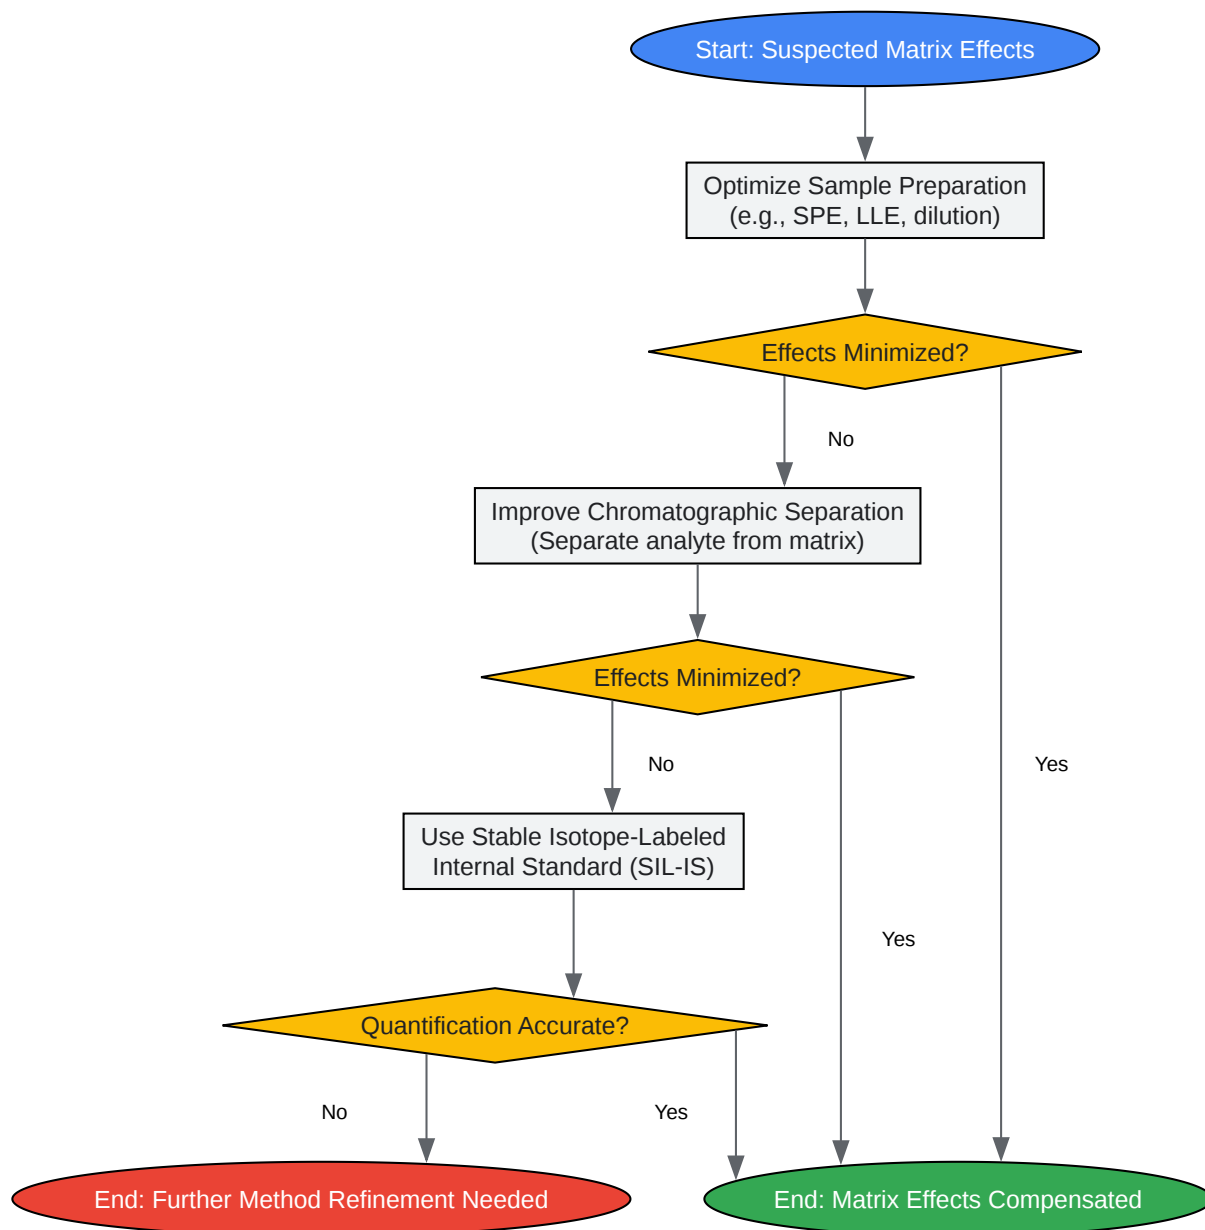 Start: Suspected Matrix Effects
Optimize Sample Preparation
(e.g., SPE, LLE, dilution)
Effects Minimized?
No
Improve Chromatographic Separation
(Separate analyte from matrix)
Effects Minimized?
No
Yes
Use Stable Isotope-Labeled
Internal Standard (SIL-IS)
Yes
Quantification Accurate?
No
Yes
End: Further Method Refinement Needed
End: Matrix Effects Compensated